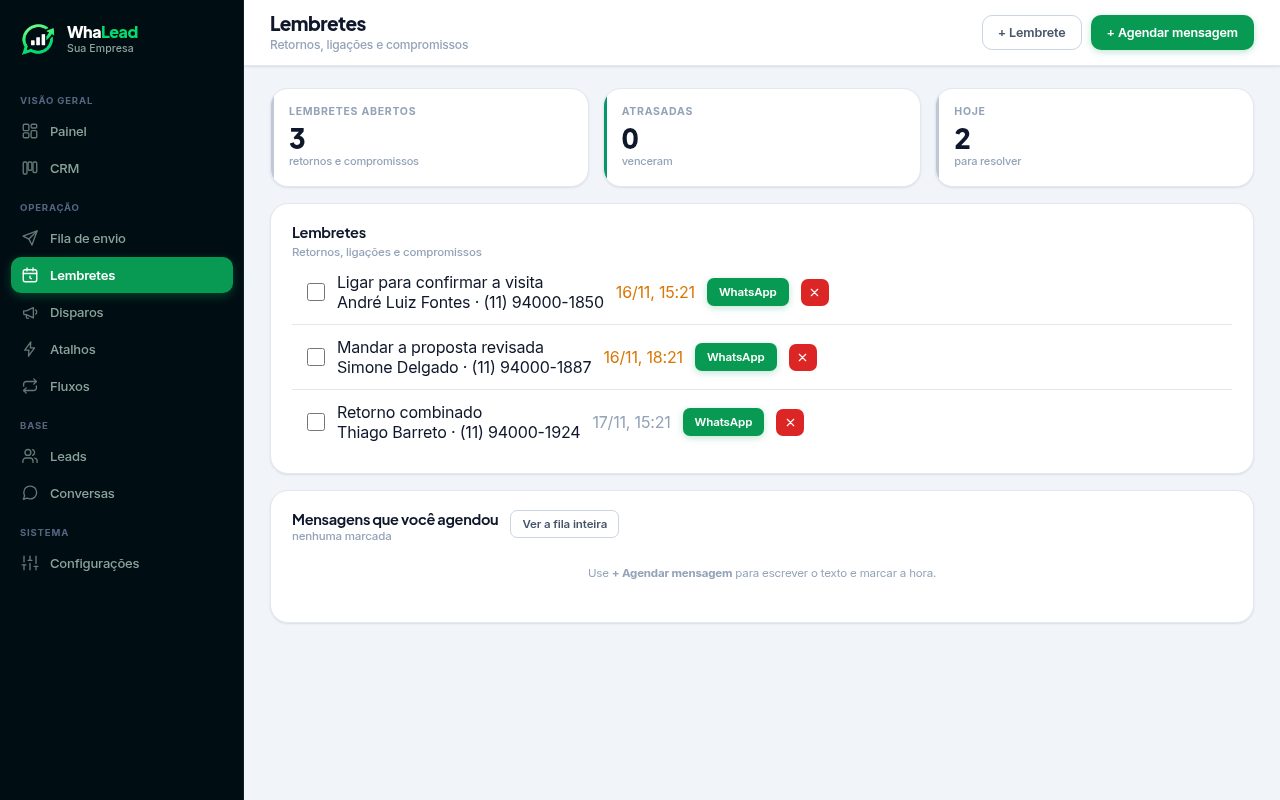 WhaLead
Sua Empresa
VISÃO GERAL
Painel
CRM
OPERAÇÃO
Fila de envio
Lembretes
Disparos
Atalhos
Fluxos
BASE
Leads
Conversas
SISTEMA
Configurações
Lembretes
Retornos, ligações e compromissos
+ Lembrete
+ Agendar mensagem
LEMBRETES ABERTOS
3
retornos e compromissos
ATRASADAS
0
venceram
HOJE
2
para resolver
Lembretes
Retornos, ligações e compromissos
Ligar para confirmar a visita
André Luiz Fontes · (11) 94000-1850
16/11, 15:21
WhatsApp
×
Mandar a proposta revisada
Simone Delgado · (11) 94000-1887
16/11, 18:21
WhatsApp
×
Retorno combinado
Thiago Barreto · (11) 94000-1924
17/11, 15:21
WhatsApp
×
Mensagens que você agendou
nenhuma marcada
Ver a fila inteira
Use + Agendar mensagem para escrever o texto e marcar a hora.